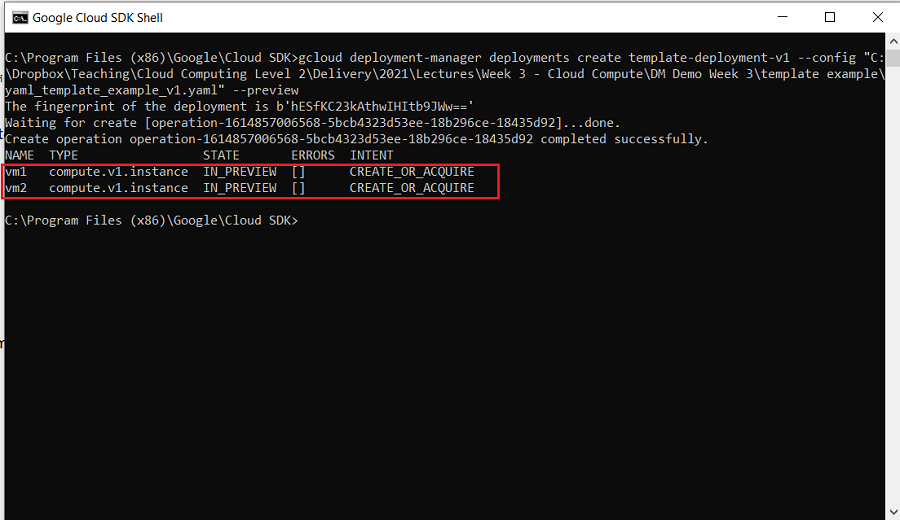 Google Cloud SDK Shell
C:\Program Files (x86)\Google\Cloud SDK>gcloud deployment-manager deployments create template-deployment-v1 --config "C:
\Dropbox\Teaching\Cloud Computing Level 2\Delivery\2021\Lectures\Week 3 - Cloud Compute\DM Demo Week 3\template example\
yaml_template_example_v1.yaml" --preview
The fingerprint of the deployment is b'hESfKC23kAthwIHItb9JWw=='
Waiting for create [operation-1614857006568-5bcb4323d53ee-18b296ce-18435d92]...done.
Create operation operation-1614857006568-5bcb4323d53ee-18b296ce-18435d92 completed successfully.
NAME  TYPE                 STATE       ERRORS  INTENT
vm1   compute.v1.instance  IN_PREVIEW  []      CREATE_OR_ACQUIRE
vm2   compute.v1.instance  IN_PREVIEW  []      CREATE_OR_ACQUIRE
C:\Program Files (x86)\Google\Cloud SDK>